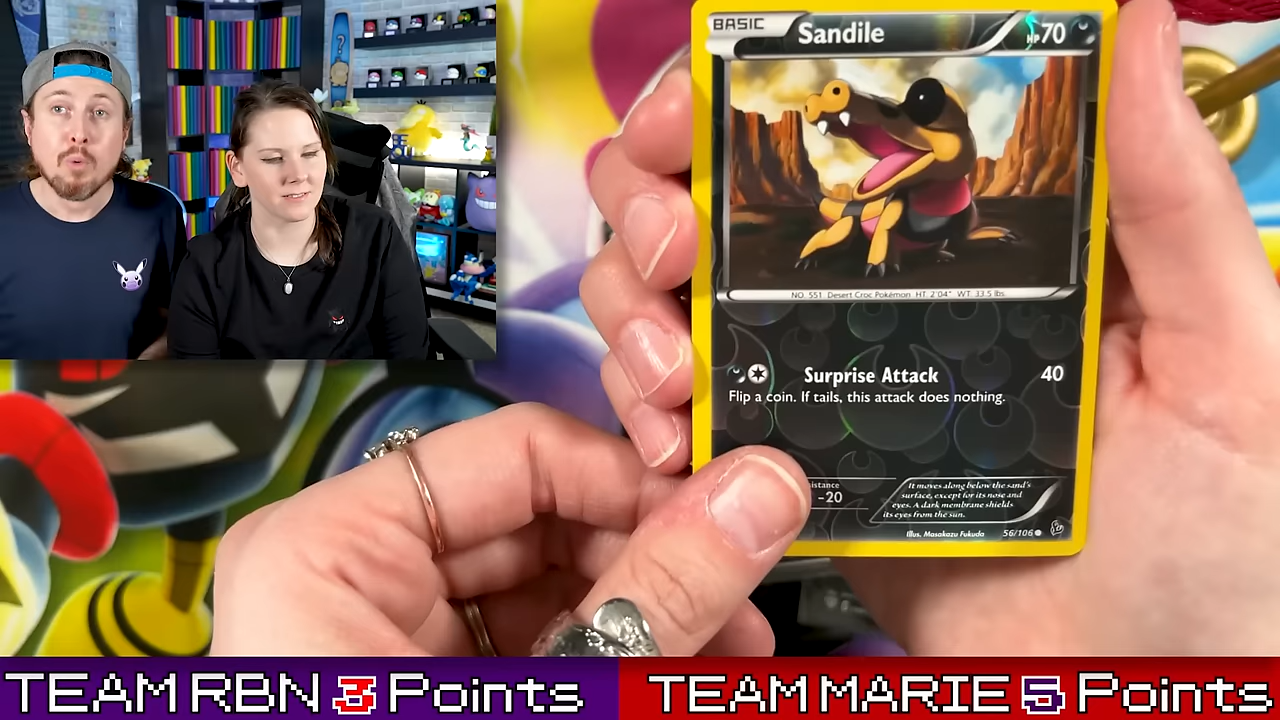 BASIC
Sandile
HP70
NO. 551 Desert Croc Pokémon HT. 2'04" WT. 33.5 lbs.
Surprise Attack 40
Flip a coin. If tails, this attack does nothing.
-20
It moves along below the sand's
surface, except for its nose and
eyes. A dark membrane shields
its eyes from the sun.
Illus. Masakazu Fukuda 56/106
TEAM RBN 3 Points
TEAM MARIE 5 Points